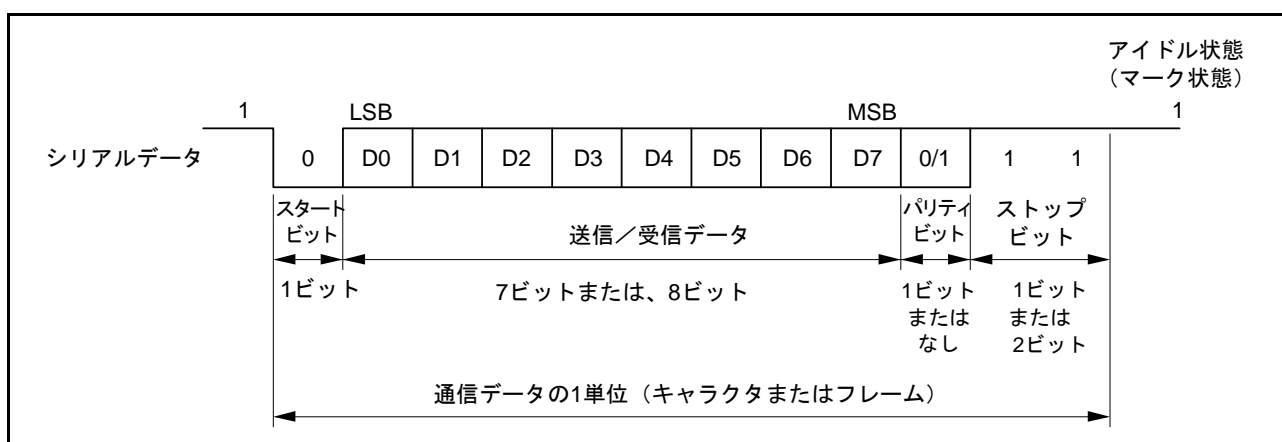 アイドル状態
（マーク状態）
1 LSB MSB 1
シリアルデータ 0 D0 D1 D2 D3 D4 D5 D6 D7 0/1 1 1
スタート
ビット
送信／受信データ
パリティ
ビット
ストップ
ビット
1ビット
7ビットまたは、8ビット
1ビット
または
なし
1ビット
または
2ビット
通信データの1単位（キャラクタまたはフレーム）